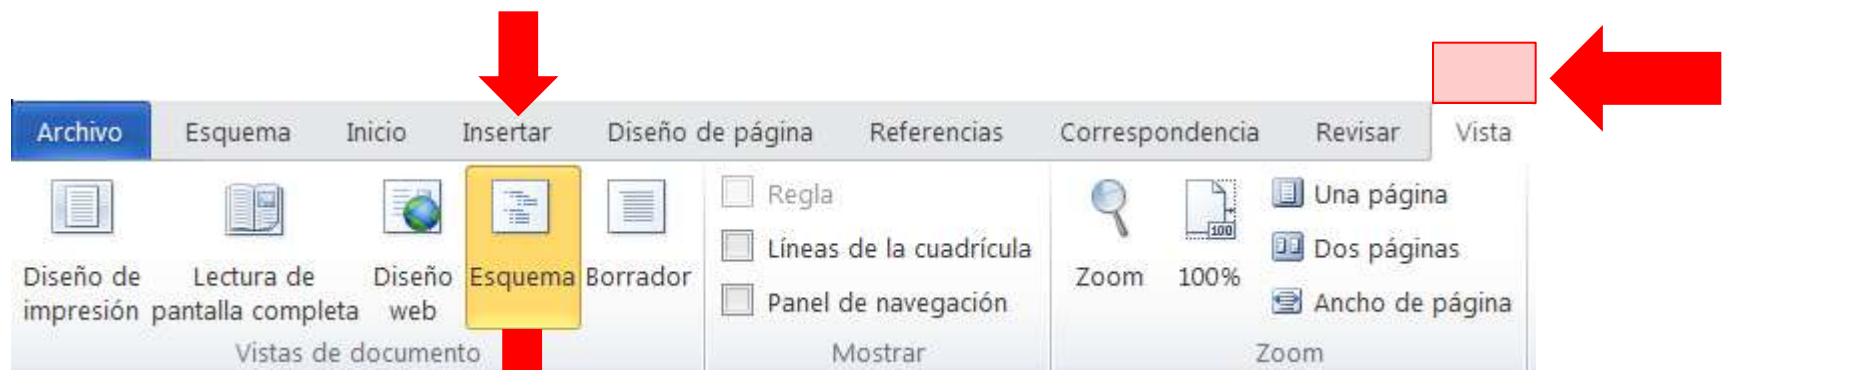 Archivo Esquema Inicio Insertar Diseño de página Referencias Correspondencia Revisar Vista
Diseño de impresión
Lectura de pantalla completa
Diseño web
Esquema
Borrador
Vistas de documento
Regla
Líneas de la cuadrícula
Panel de navegación
Mostrar
Zoom
100
100%
Una página
Dos páginas
Ancho de página
Zoom